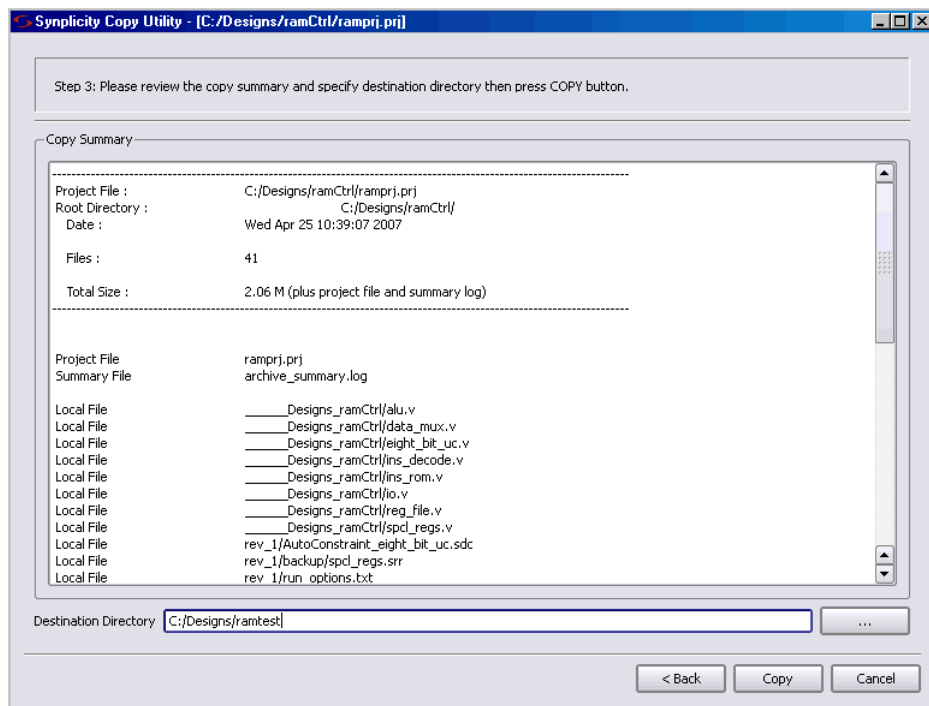 Synplicity Copy Utility - [C:/Designs/ramCtrl/ramprj.prj]
Step 3: Please review the copy summary and specify destination directory then press COPY button.
Copy Summary
--------------------------------------------------------------------------------
Project File : C:/Designs/ramCtrl/ramprj.prj
Root Directory : C:/Designs/ramCtrl/
Date : Wed Apr 25 10:39:07 2007
Files : 41
Total Size : 2.06 M (plus project file and summary log)
--------------------------------------------------------------------------------
Project File ramprj.prj
Summary File archive_summary.log
Local File ______Designs_ramCtrl/alu.v
Local File ______Designs_ramCtrl/data_mux.v
Local File ______Designs_ramCtrl/eight_bit_uc.v
Local File ______Designs_ramCtrl/ins_decode.v
Local File ______Designs_ramCtrl/ins_rom.v
Local File ______Designs_ramCtrl/io.v
Local File ______Designs_ramCtrl/reg_file.v
Local File ______Designs_ramCtrl/spcl_regs.v
Local File rev_1/AutoConstraint_eight_bit_uc.sdc
Local File rev_1/backup/spcl_regs.srr
Local File rev_1/run_options.txt
Destination Directory C:/Designs/ramtest ...
< Back Copy Cancel